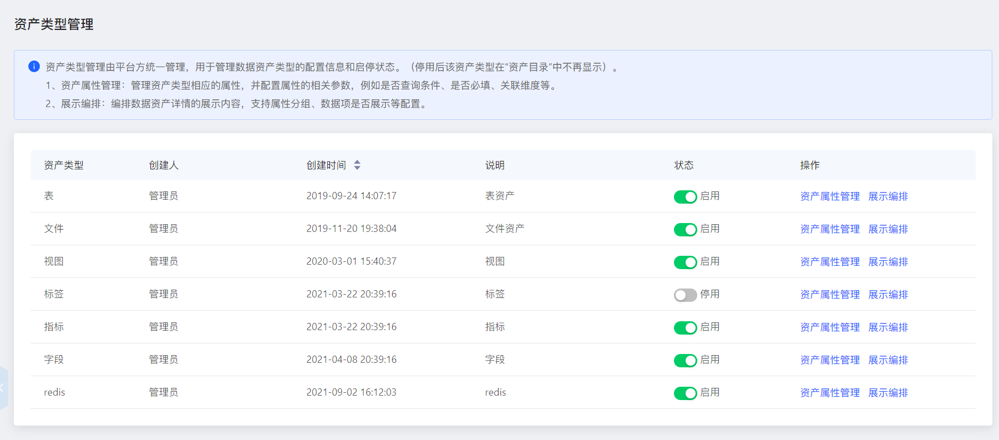 资产类型管理
资产类型管理由平台方统一管理，用于管理数据资产类型的配置信息和启停状态。（停用后该资产类型在“资产目录”中不再显示）。
1、资产属性管理：管理资产类型相应的属性，并配置属性的相关参数，例如是否查询条件、是否必填、关联维度等。
2、展示编排：编排数据资产详情的展示内容，支持属性分组、数据项是否展示等配置。
资产类型 创建人 创建时间 说明 状态 操作
表 管理员 2019-09-24 14:07:17 表资产 启用 资产属性管理 展示编排
文件 管理员 2019-11-20 19:38:04 文件资产 启用 资产属性管理 展示编排
视图 管理员 2020-03-01 15:40:37 视图 启用 资产属性管理 展示编排
标签 管理员 2021-03-22 20:39:16 标签 停用 资产属性管理 展示编排
指标 管理员 2021-03-22 20:39:16 指标 启用 资产属性管理 展示编排
字段 管理员 2021-04-08 20:39:16 字段 启用 资产属性管理 展示编排
redis 管理员 2021-09-02 16:12:03 redis 启用 资产属性管理 展示编排